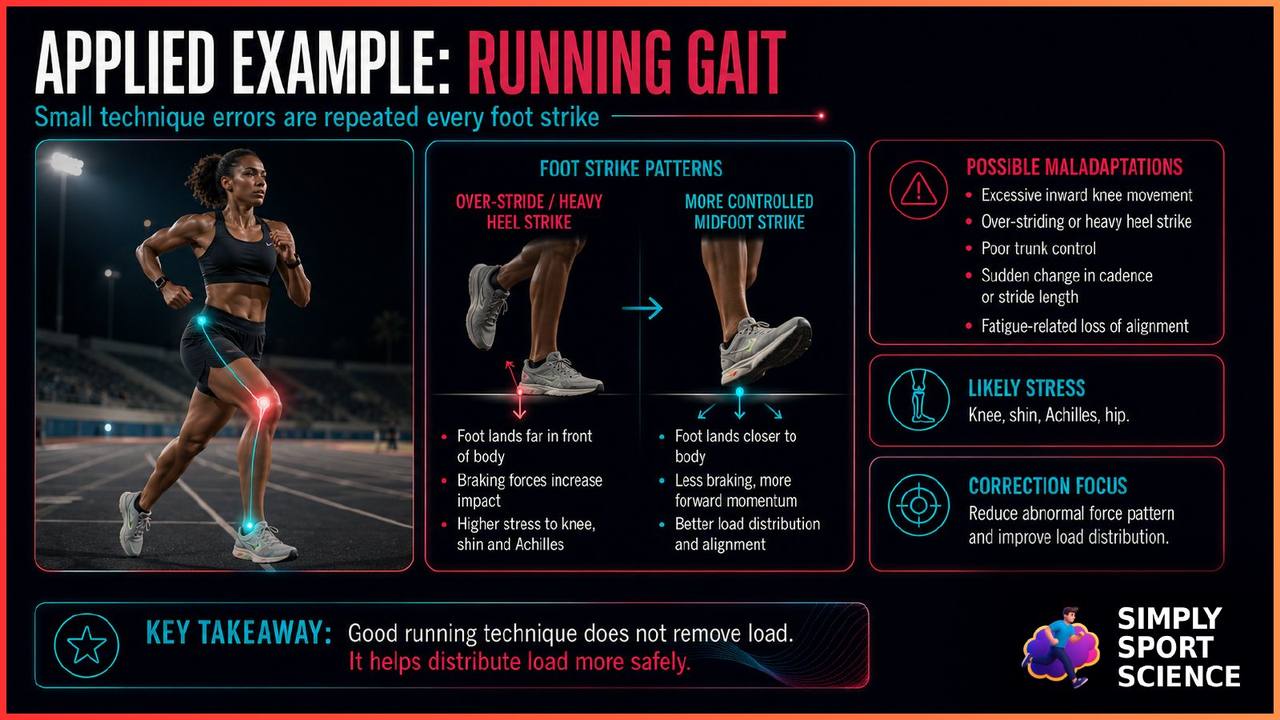 APPLIED EXAMPLE: RUNNING GAIT
Small technique errors are repeated every foot strike
FOOT STRIKE PATTERNS
OVER-STRIDE / HEAVY
HEEL STRIKE
• Foot lands far in front
of body
• Braking forces increase
impact
• Higher stress to knee,
shin and Achilles
MORE CONTROLLED
MIDFOOT STRIKE
• Foot lands closer to
body
• Less braking, more
forward momentum
• Better load distribution
and alignment
POSSIBLE MALADAPTATIONS
• Excessive inward knee movement
• Over-striding or heavy heel strike
• Poor trunk control
• Sudden change in cadence
or stride length
• Fatigue-related loss of alignment
LIKELY STRESS
Knee, shin, Achilles, hip.
CORRECTION FOCUS
Reduce abnormal force pattern
and improve load distribution.
KEY TAKEAWAY: Good running technique does not remove load.
It helps distribute load more safely.
SIMPLY
SPORT
SCIENCE